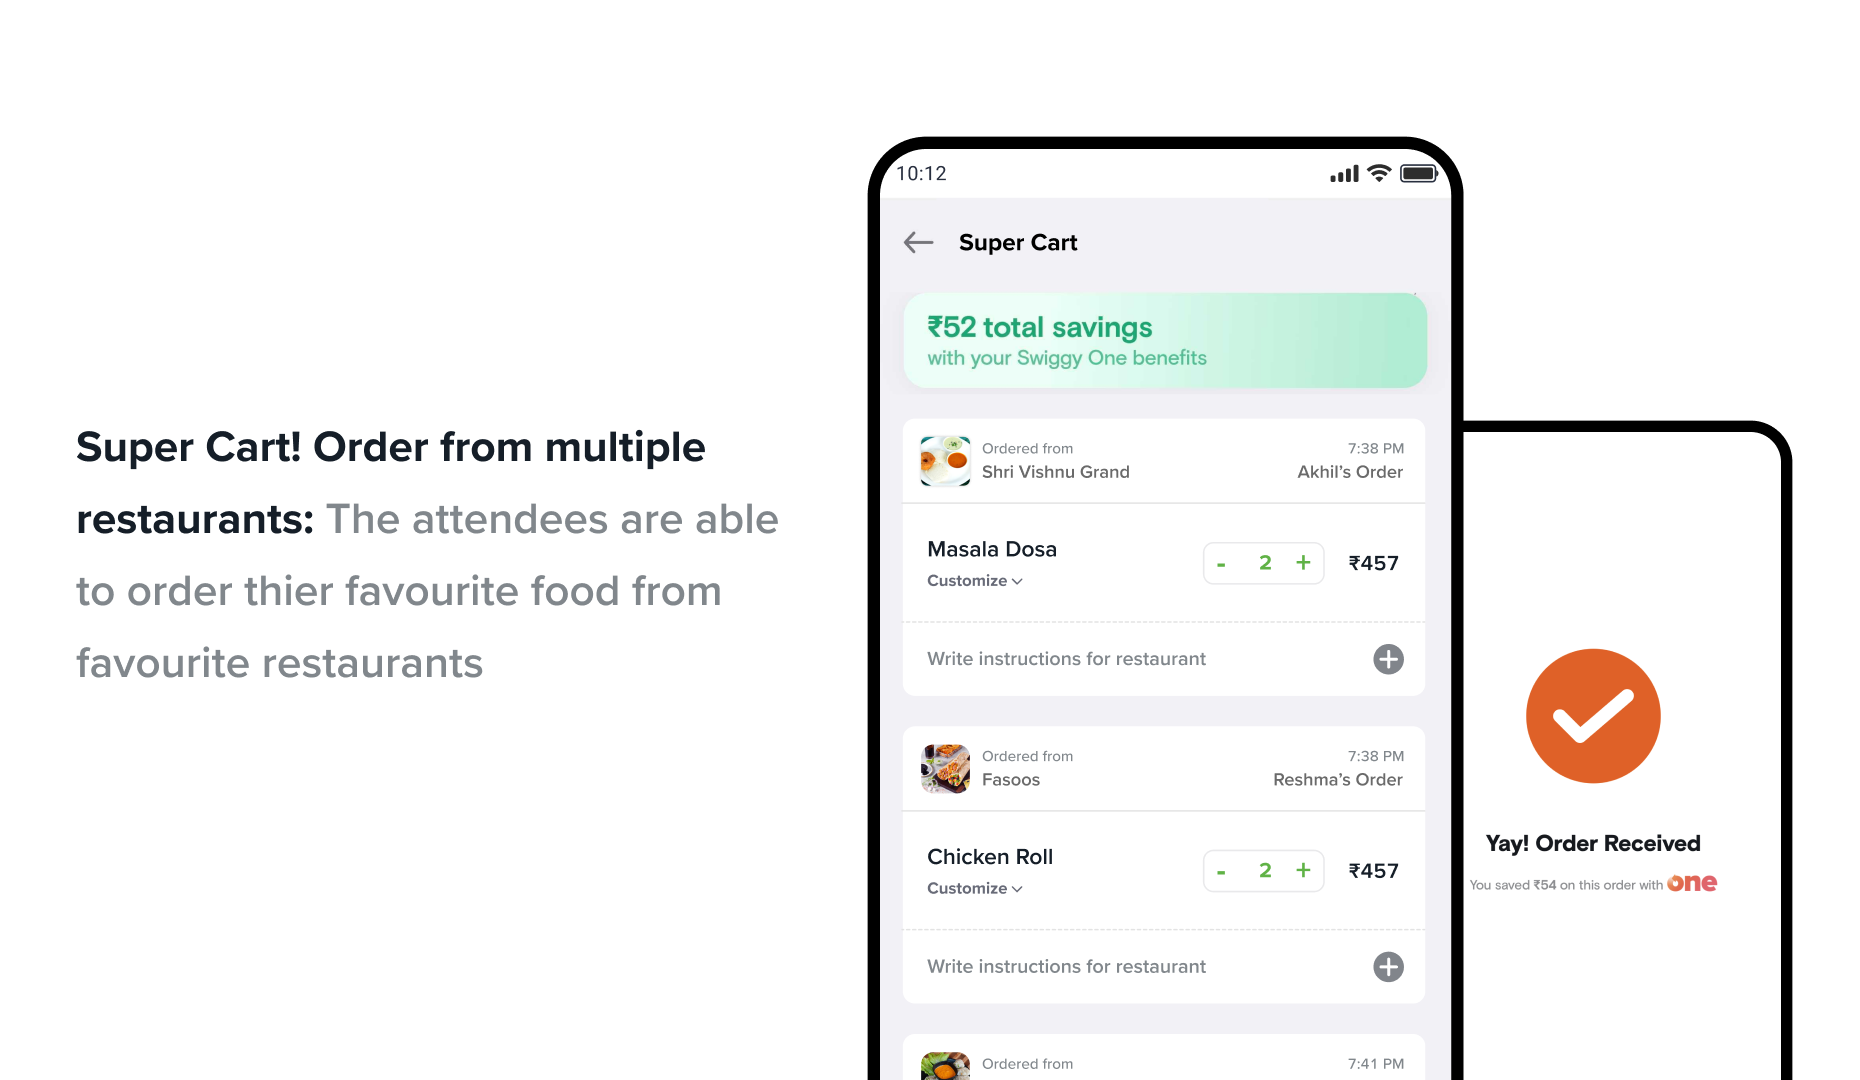 Super Cart! Order from multiple
restaurants: The attendees are able
to order thier favourite food from
favourite restaurants
10:12
Super Cart
₹52 total savings
with your Swiggy One benefits
Ordered from
7:38 PM
Shri Vishnu Grand
Akhil's Order
Masala Dosa
- 2 +
₹457
Customize
Write instructions for restaurant
Ordered from
7:38 PM
Fasoos
Reshma's Order
Chicken Roll
- 2 +
₹457
Customize
Write instructions for restaurant
Ordered from
7:41 PM
Yay! Order Received
You saved ₹54 on this order with one